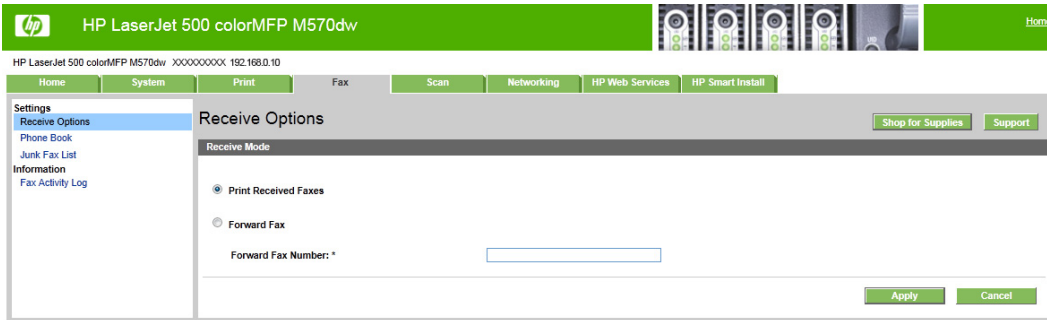 hp HP LaserJet 500 colorMFP M570dw
Home
HP LaserJet 500 colorMFP M570dw XXXXXXXXX 192.168.0.10
Home System Print Fax Scan Networking HP Web Services HP Smart Install
Settings
Receive Options
Phone Book
Junk Fax List
Information
Fax Activity Log
Receive Options
Shop for Supplies Support
Receive Mode
Print Received Faxes
Forward Fax
Forward Fax Number: *
Apply Cancel